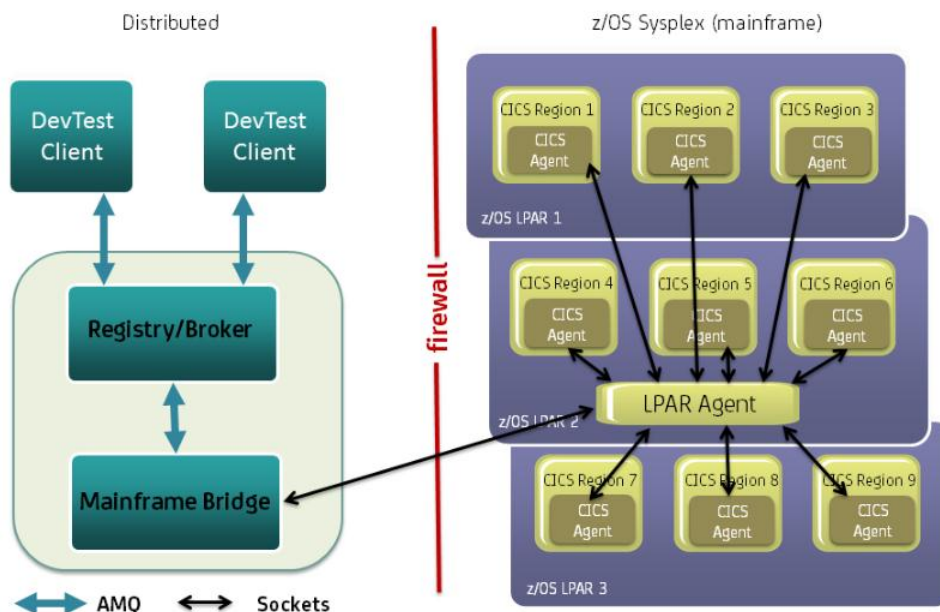 Distributed
z/OS Sysplex (mainframe)
DevTest
Client
DevTest
Client
Registry/Broker
Mainframe Bridge
AMQ
Sockets
firewall
CICS Region 1
CICS
Agent
CICS Region 2
CICS
Agent
CICS Region 3
CICS
Agent
z/OS LPAR 1
CICS Region 4
CICS
Agent
CICS Region 5
CICS
Agent
CICS Region 6
CICS
Agent
LPAR Agent
z/OS LPAR 2
CICS Region 7
CICS
Agent
CICS Region 8
CICS
Agent
CICS Region 9
CICS
Agent
z/OS LPAR 3